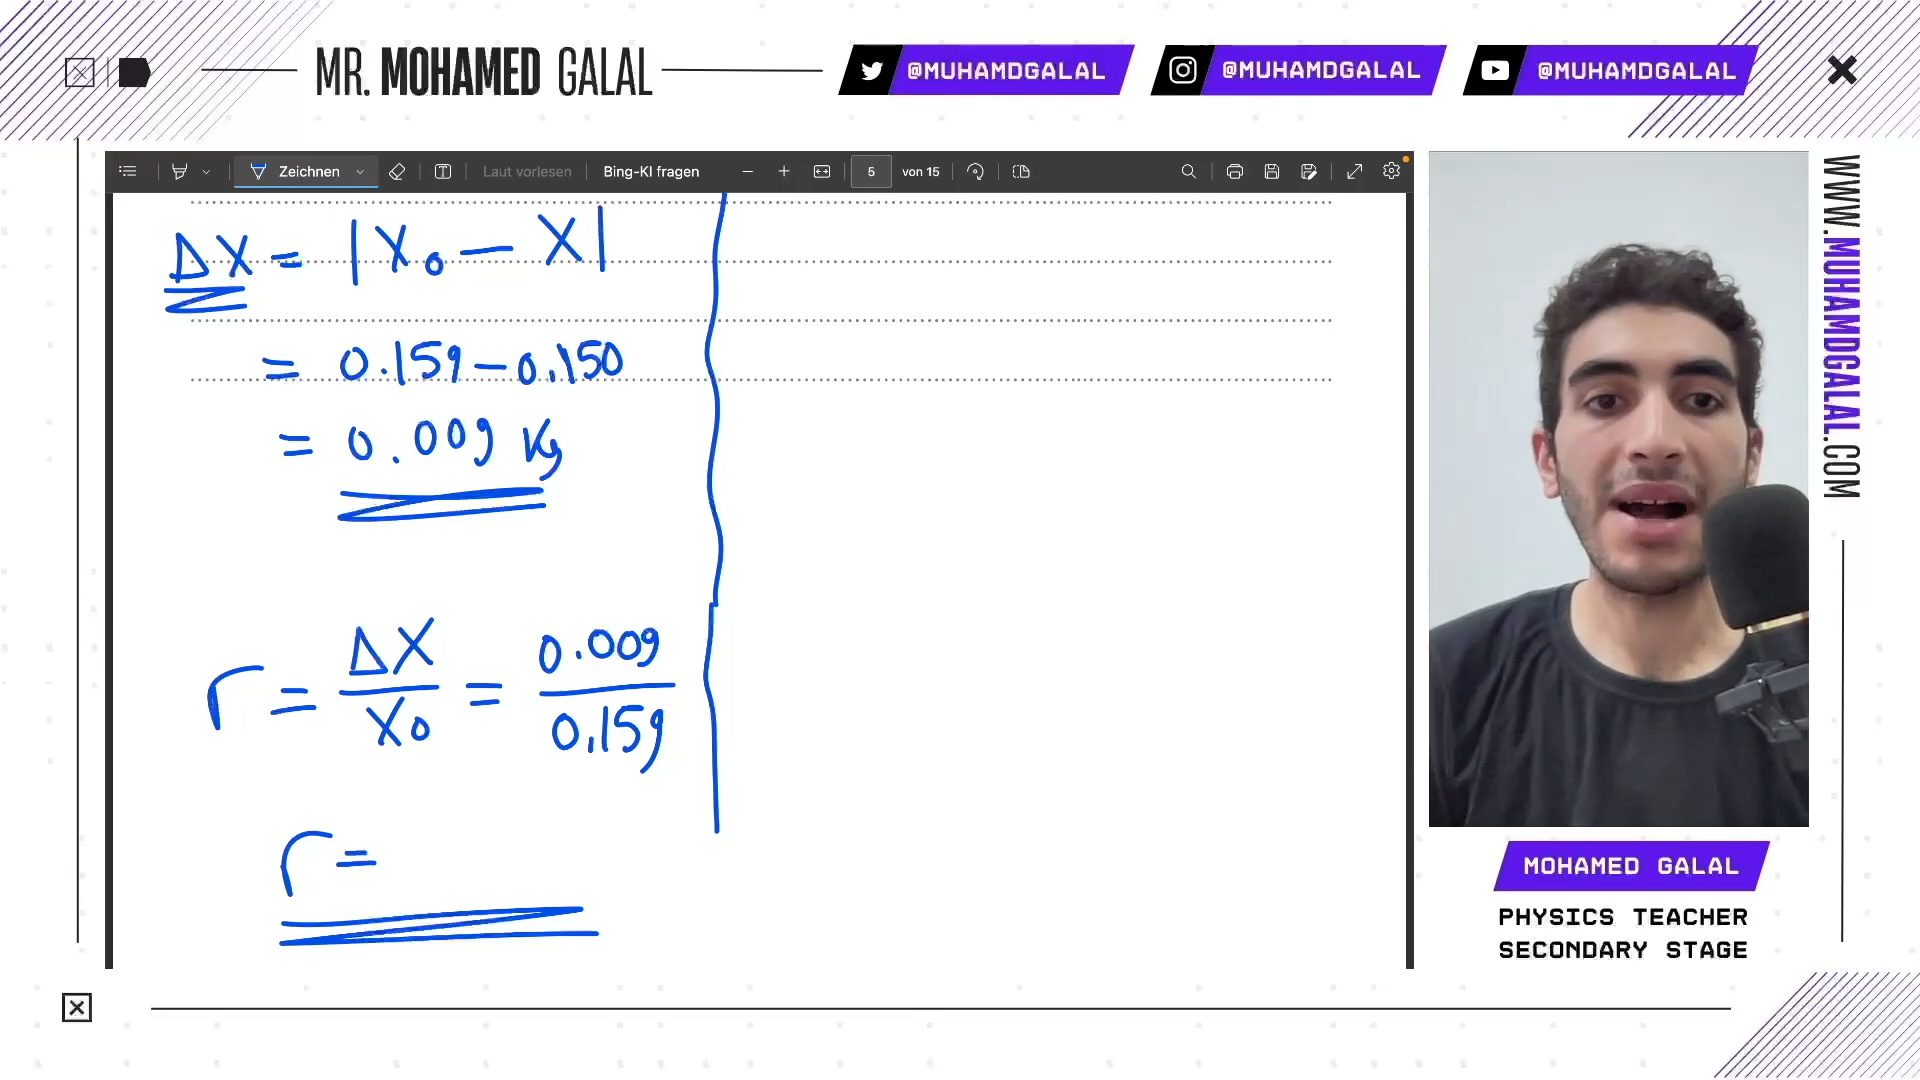 MR. MOHAMED GALAL
@MUHAMDGALAL
@MUHAMDGALAL
@MUHAMDGALAL
Zeichnen
Laut vorlesen
Bing-KI fragen
5 von 15
ΔX = |X₀ − X|
= 0.159 − 0.150
= 0.009 Kg
r = ΔX / X₀ = 0.009 / 0.159
r =
WWW.MUHAMDGALAL.COM
MOHAMED GALAL
PHYSICS TEACHER
SECONDARY STAGE